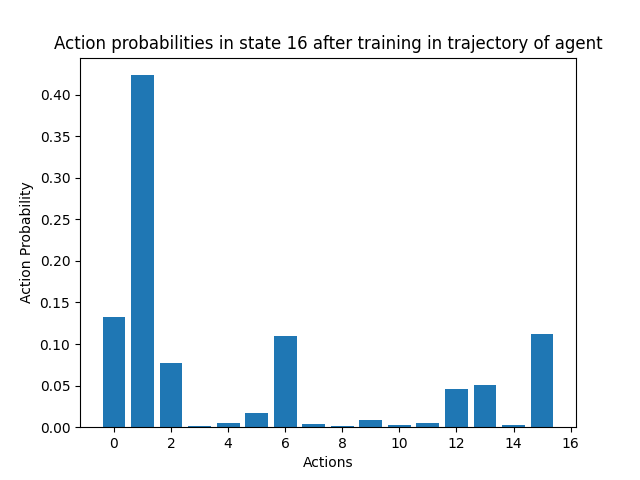 Action probabilities in state 16 after training in trajectory of agent
0.40
0.35
0.30
0.25
0.20
0.15
0.10
0.05
0.00
Action Probability
0 2 4 6 8 10 12 14 16
Actions